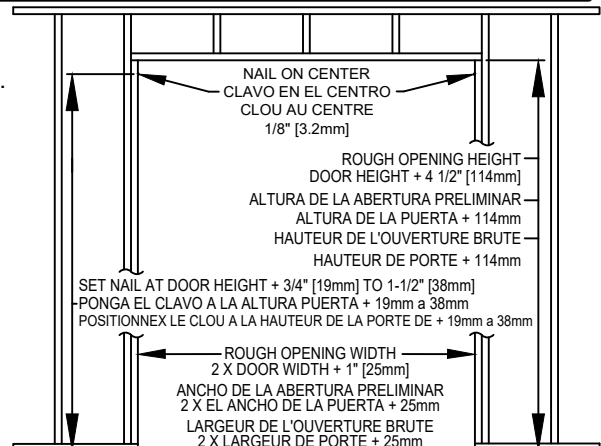 NAIL ON CENTER
CLAVO EN EL CENTRO
CLOU AU CENTRE
1/8" [3.2mm]
ROUGH OPENING HEIGHT
DOOR HEIGHT + 4 1/2" [114mm]
ALTURA DE LA ABERTURA PRELIMINAR
ALTURA DE LA PUERTA + 114mm
HAUTEUR DE L'OUVERTURE BRUTE
HAUTEUR DE PORTE + 114mm
SET NAIL AT DOOR HEIGHT + 3/4" [19mm] TO 1-1/2" [38mm]
PONGA EL CLAVO A LA ALTURA PUERTA + 19mm a 38mm
POSITIONNEX LE CLOU A LA HAUTEUR DE LA PORTE DE + 19mm a 38mm
ROUGH OPENING WIDTH
2 X DOOR WIDTH + 1" [25mm]
ANCHO DE LA ABERTURA PRELIMINAR
2 X EL ANCHO DE LA PUERTA + 25mm
LARGEUR DE L'OUVERTURE BRUTE
2 X LARGEUR DE PORTE + 25mm